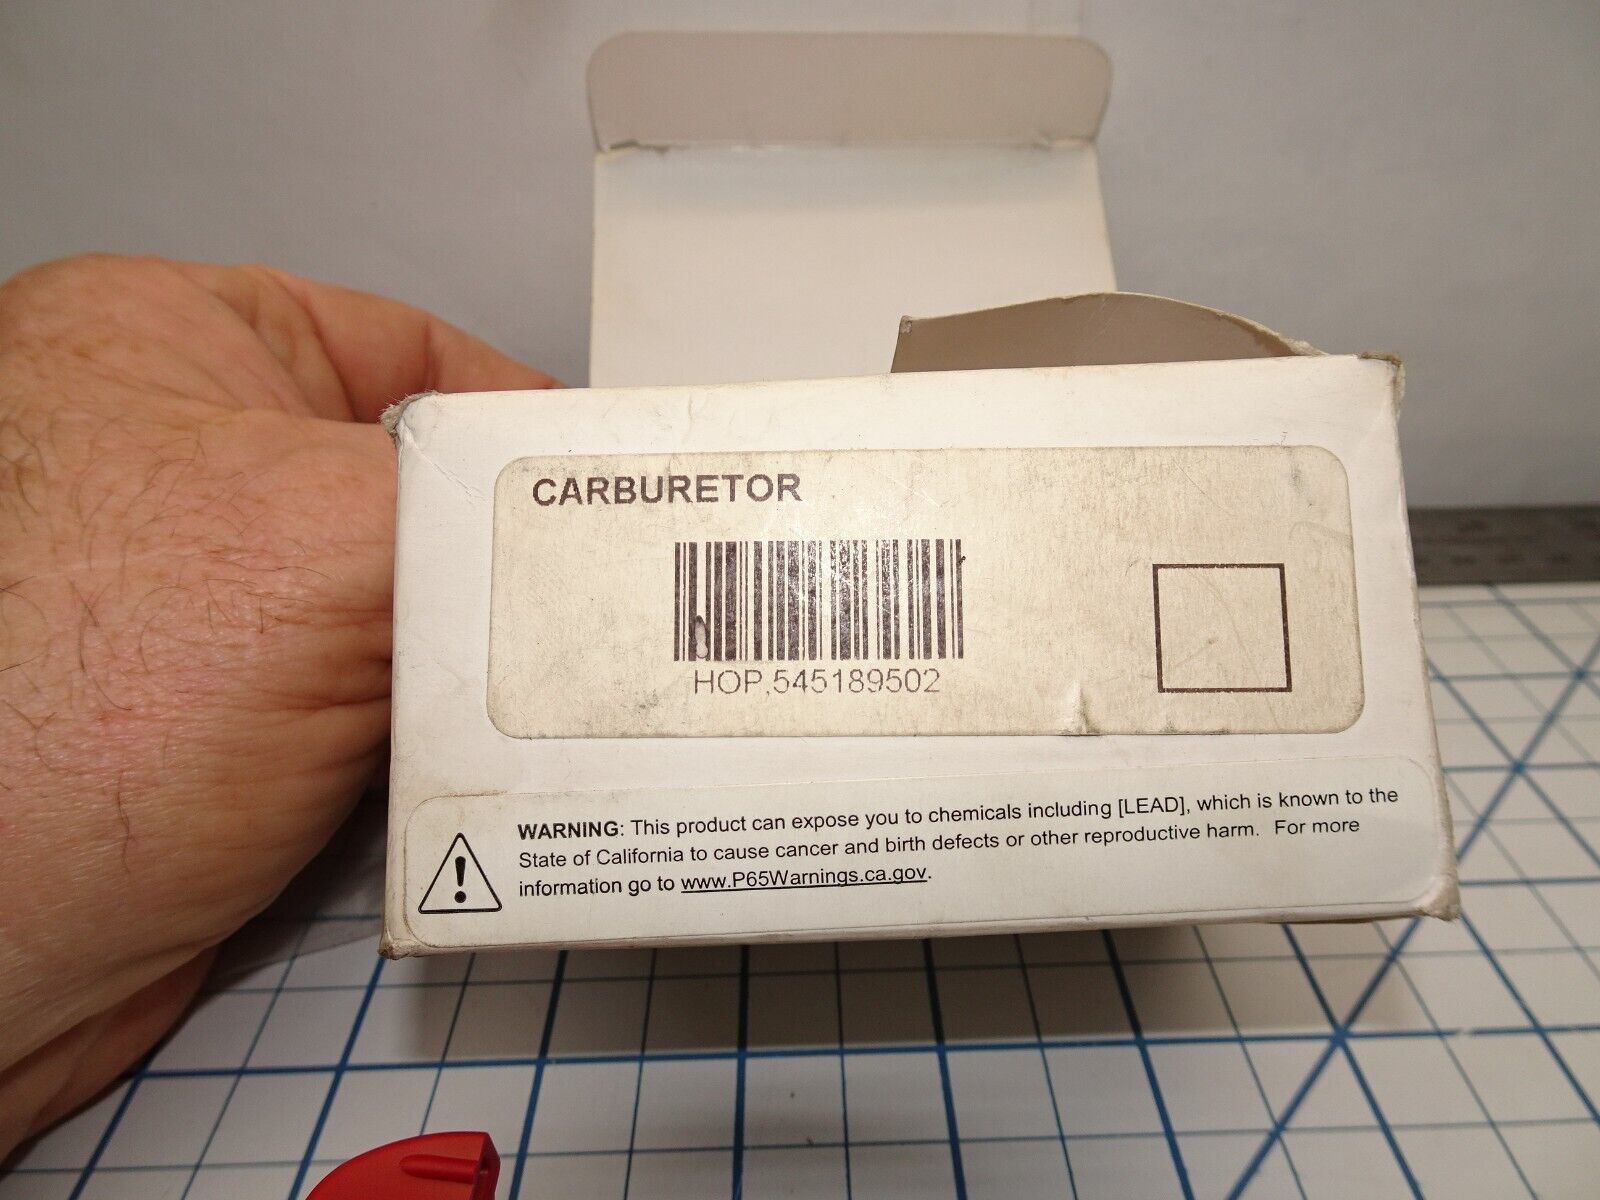 CARBURETOR
HOP,545189502
WARNING: This product can expose you to chemicals including [LEAD], which is known to the
State of California to cause cancer and birth defects or other reproductive harm. For more
information go to www.P65Warnings.ca.gov.